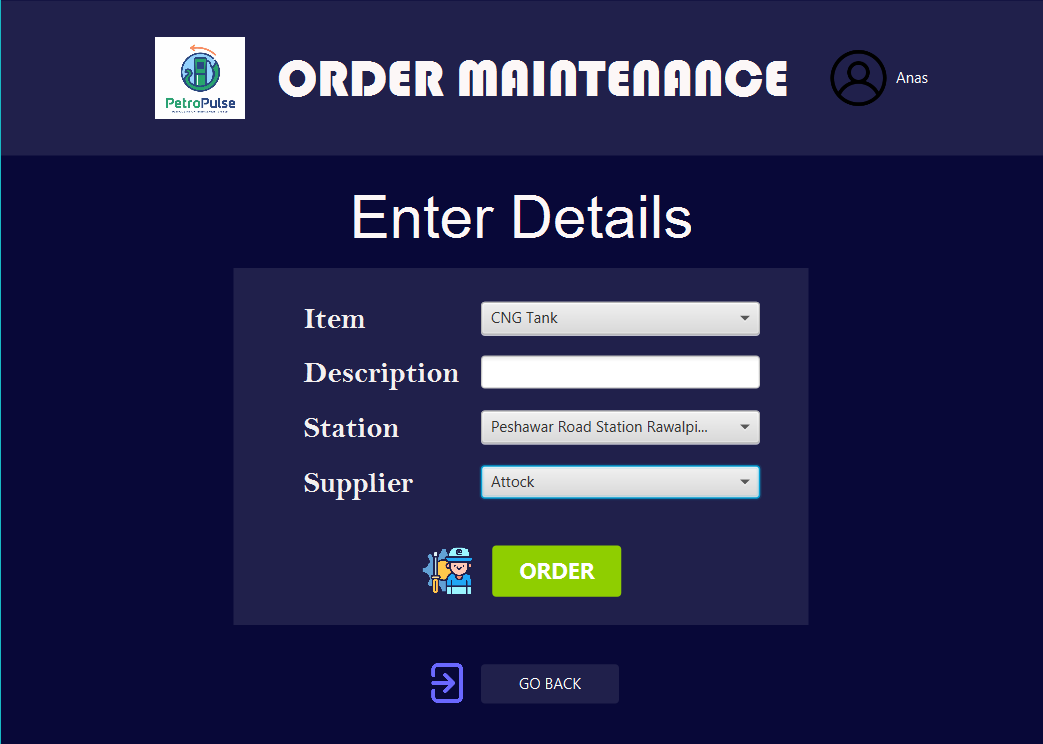 PetroPulse
ORDER MAINTENANCE
Anas
Enter Details
Item
CNG Tank
Description
Station
Peshawar Road Station Rawalpi...
Supplier
Attock
ORDER
GO BACK